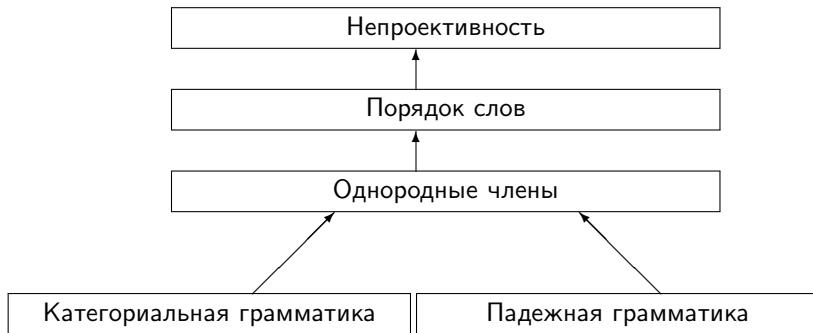 Непроективность
Порядок слов
Однородные члены
Категориальная грамматика
Падежная грамматика